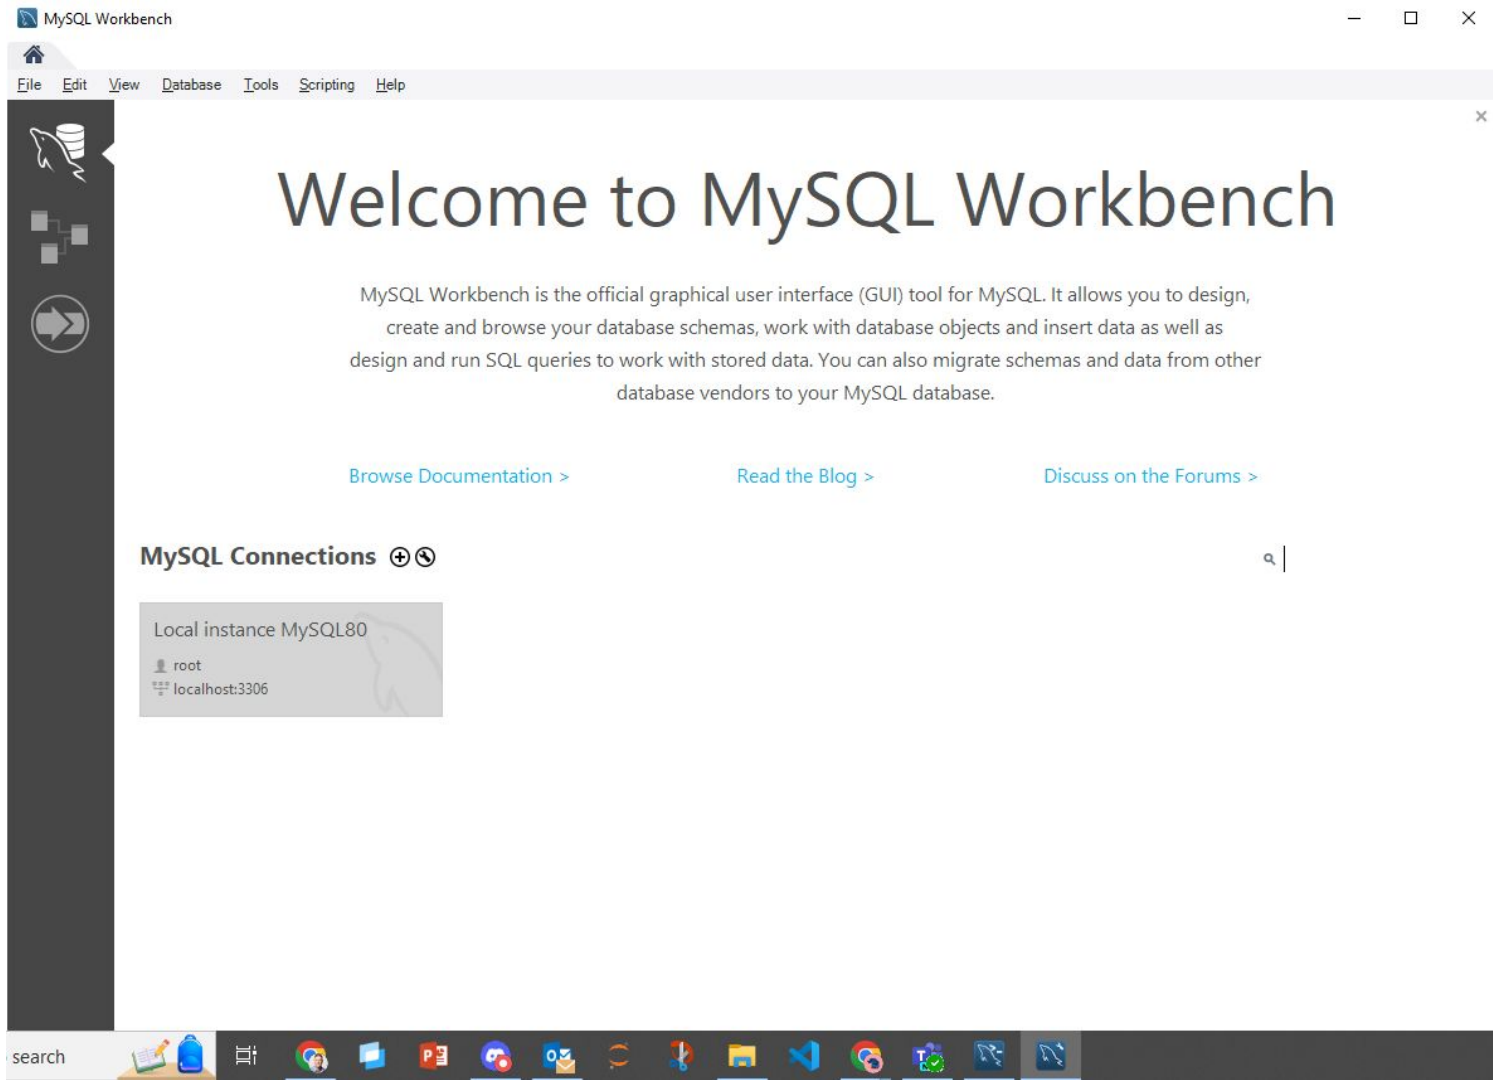 MySQL Workbench
File Edit View Database Tools Scripting Help
Welcome to MySQL Workbench
MySQL Workbench is the official graphical user interface (GUI) tool for MySQL. It allows you to design,
create and browse your database schemas, work with database objects and insert data as well as
design and run SQL queries to work with stored data. You can also migrate schemas and data from other
database vendors to your MySQL database.
Browse Documentation > Read the Blog > Discuss on the Forums >
MySQL Connections
Local instance MySQL80
root
localhost:3306
search